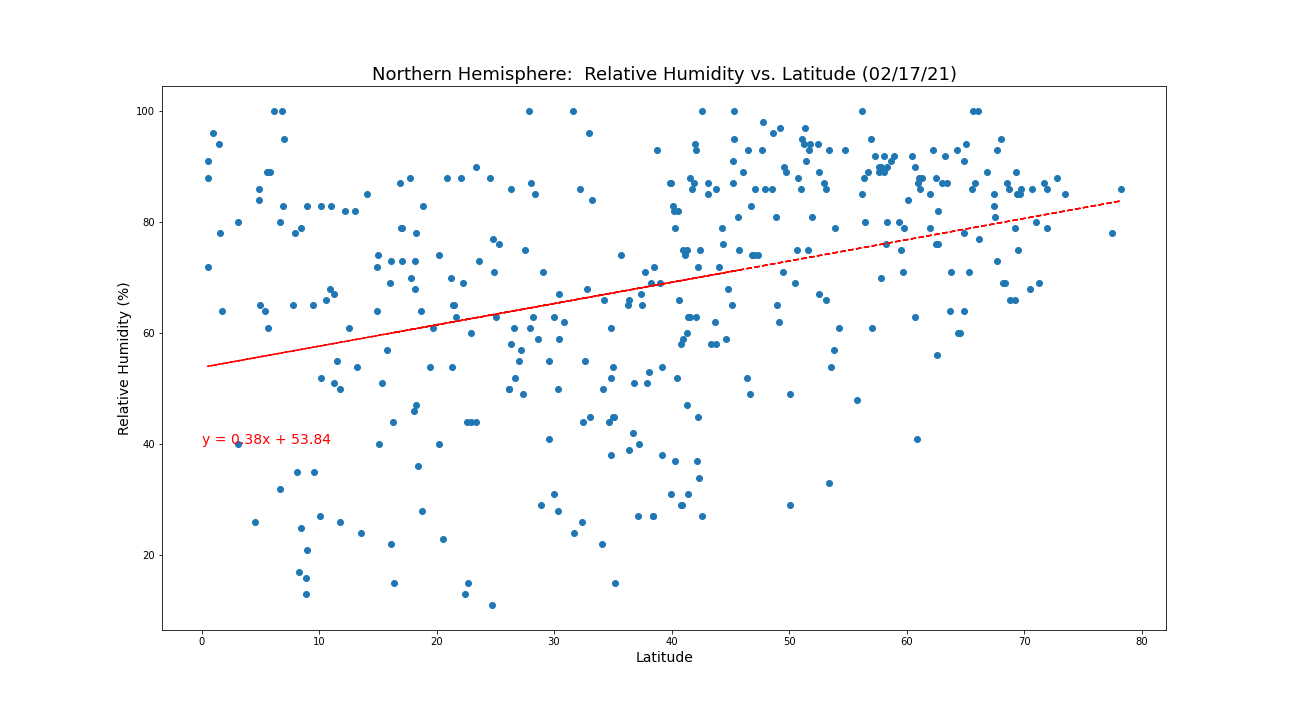 Northern Hemisphere:  Relative Humidity vs. Latitude (02/17/21)
Relative Humidity (%)
100
80
60
40
20
y = 0.38x + 53.84
0 10 20 30 40 50 60 70 80
Latitude